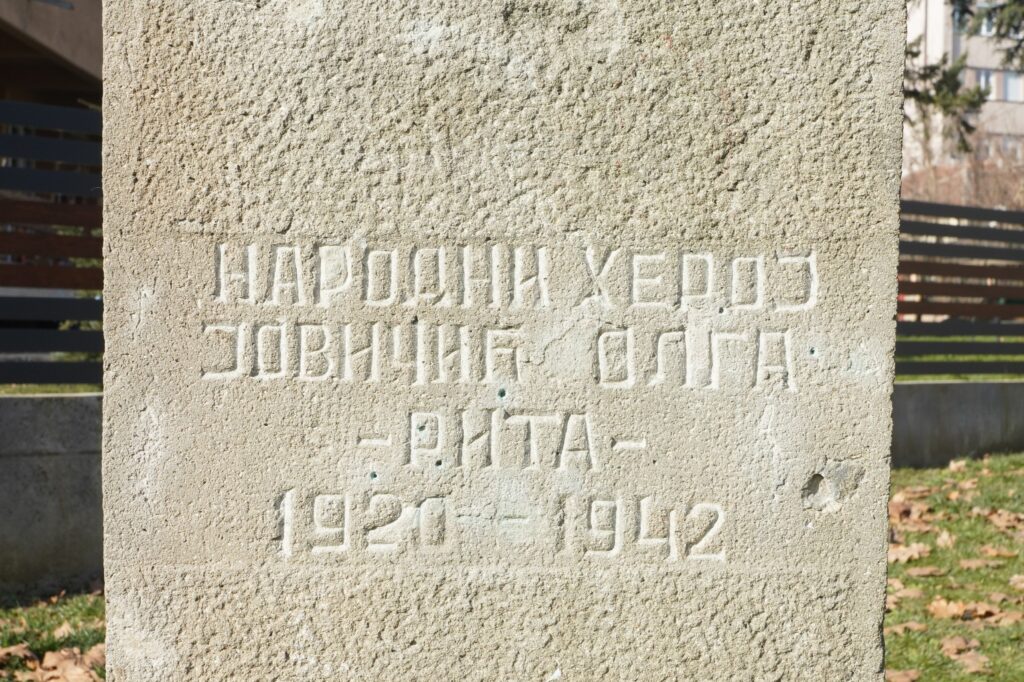 НАРОДНИ ХЕРОЈ
ЈОВИЧИЋ ОЛГА
-РИТА-
1920--1942